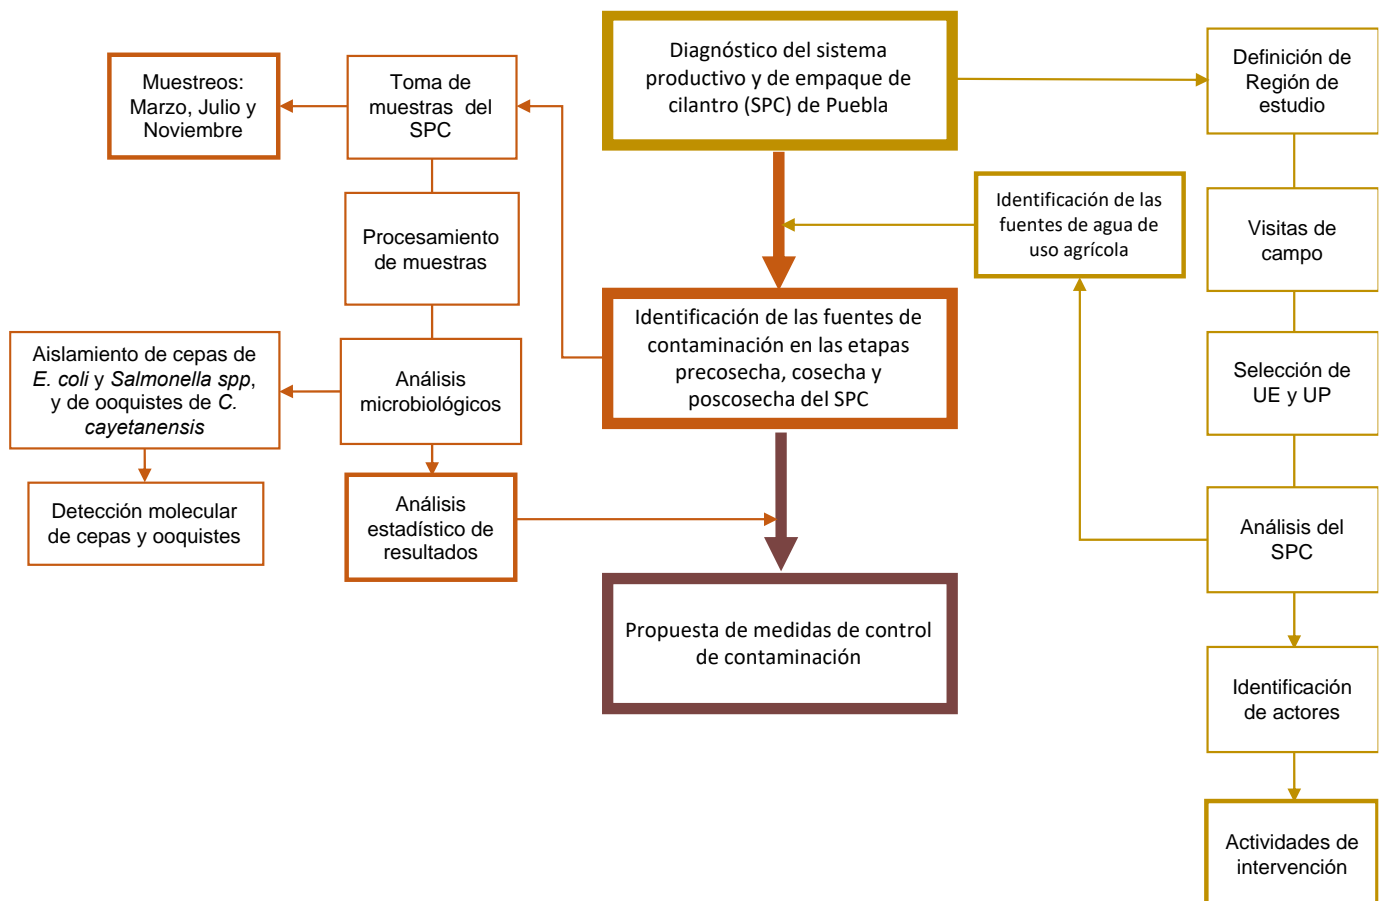 Diagnóstico del sistema
productivo y de empaque de
cilantro (SPC) de Puebla
Definición de
Región de
estudio
Muestreos:
Marzo, Julio y
Noviembre
Toma de
muestras del
SPC
Identificación de las
fuentes de agua de
uso agrícola
Visitas de
campo
Procesamiento
de muestras
Identificación de las fuentes de
contaminación en las etapas
precosecha, cosecha y
poscosecha del SPC
Selección de
UE y UP
Aislamiento de cepas de
E. coli y Salmonella spp,
y de ooquistes de C.
cayetanensis
Análisis
microbiológicos
Detección molecular
de cepas y ooquistes
Análisis
estadístico de
resultados
Análisis del
SPC
Propuesta de medidas de control
de contaminación
Identificación
de actores
Actividades de
intervención